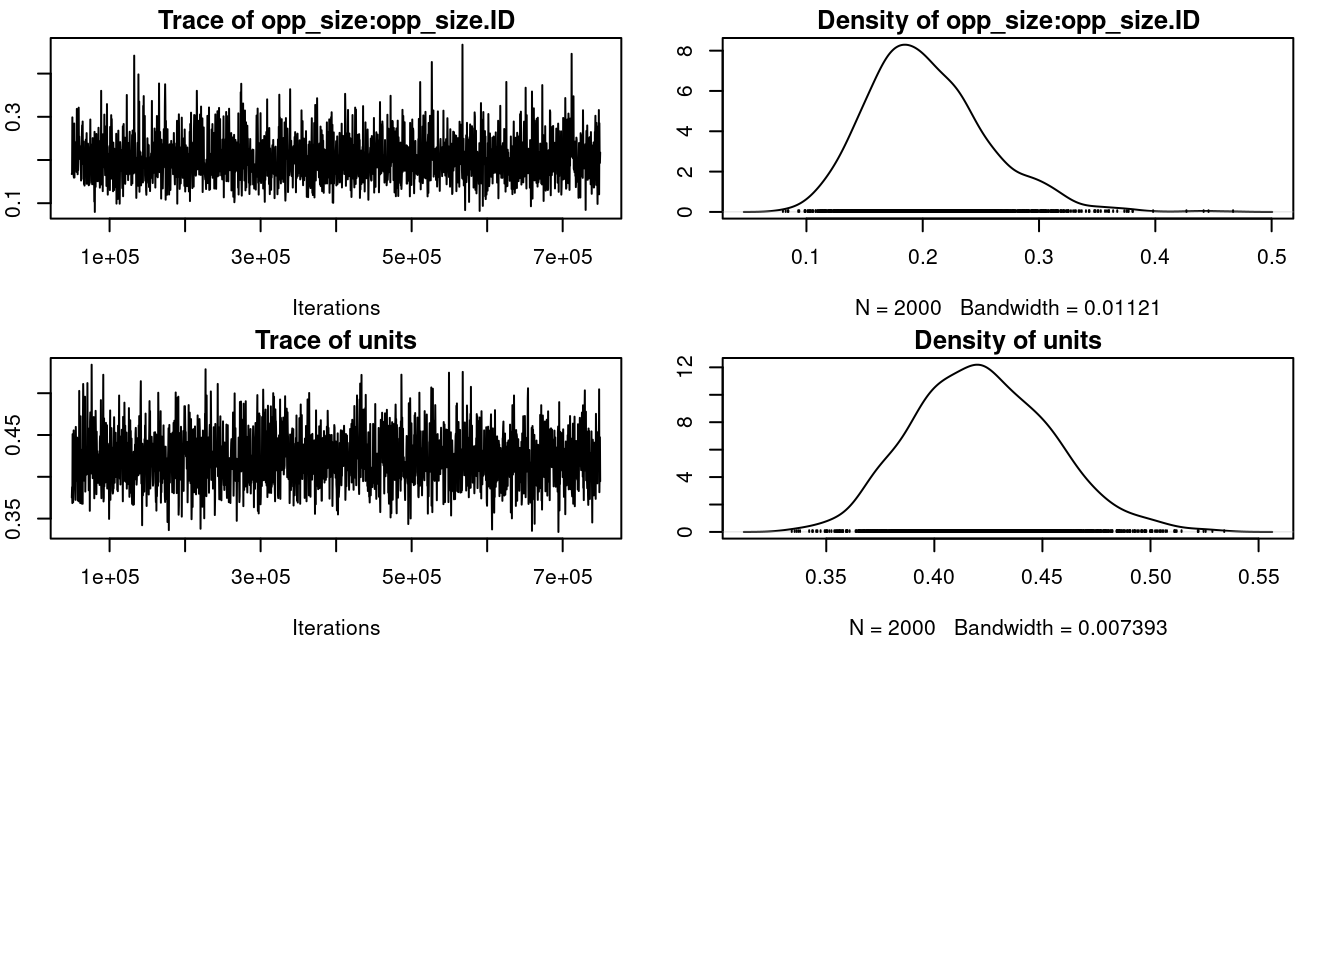 Trace of opp_size:opp_size.ID
0.1 0.3
1e+05 3e+05 5e+05 7e+05
Iterations
Density of opp_size:opp_size.ID
0 2 4 6 8
0.1 0.2 0.3 0.4 0.5
N = 2000 Bandwidth = 0.01121
Trace of units
0.35 0.45
1e+05 3e+05 5e+05 7e+05
Iterations
Density of units
0 4 8 12
0.35 0.40 0.45 0.50 0.55
N = 2000 Bandwidth = 0.007393